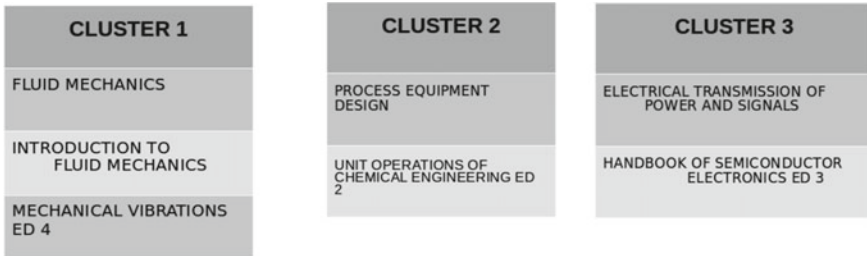 CLUSTER 1
FLUID MECHANICS
INTRODUCTION TO
FLUID MECHANICS
MECHANICAL VIBRATIONS
ED 4
CLUSTER 2
PROCESS EQUIPMENT
DESIGN
UNIT OPERATIONS OF
CHEMICAL ENGINEERING ED
2
CLUSTER 3
ELECTRICAL TRANSMISSION OF
POWER AND SIGNALS
HANDBOOK OF SEMICONDUCTOR
ELECTRONICS ED 3